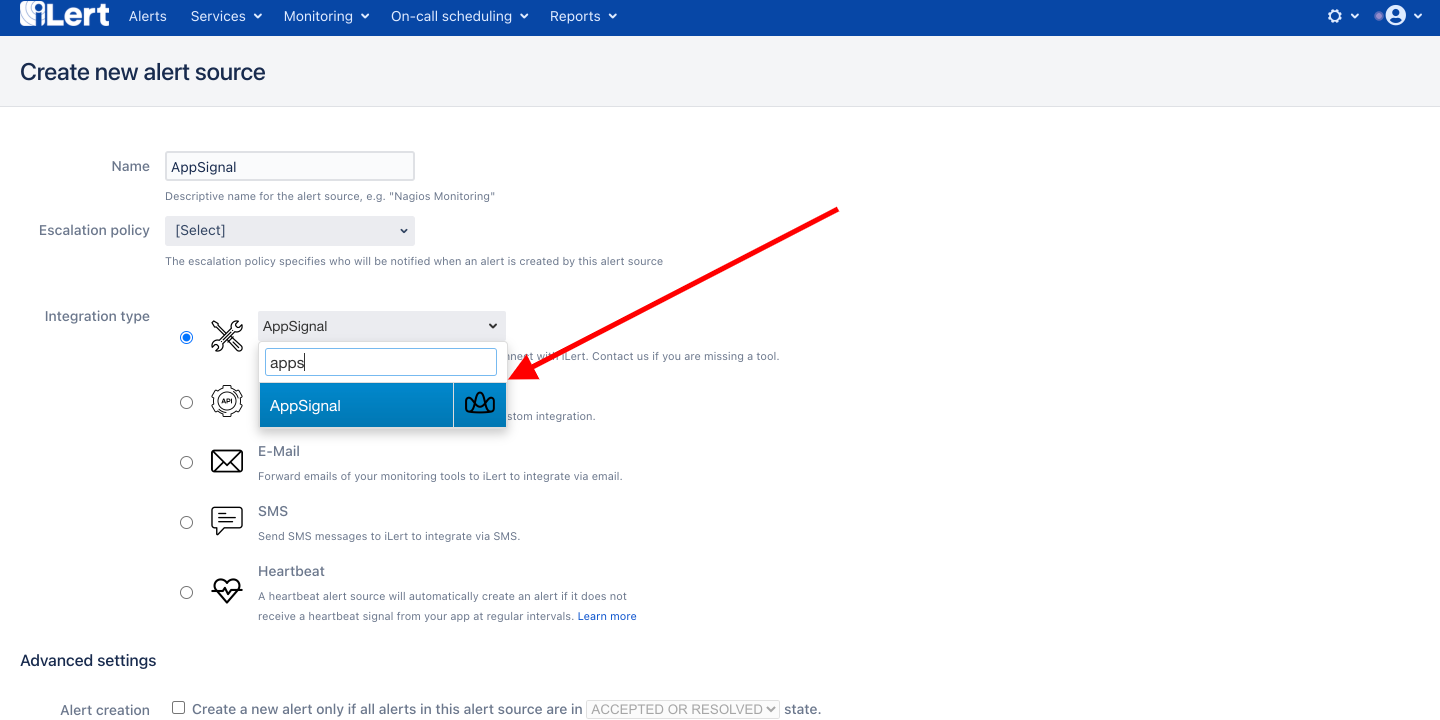 iLert Alerts Services Monitoring On-call scheduling Reports
Create new alert source
Name AppSignal
Descriptive name for the alert source, e.g. "Nagios Monitoring"
Escalation policy [Select]
The escalation policy specifies who will be notified when an alert is created by this alert source
Integration type AppSignal
with iLert. Contact us if you are missing a tool.
apps
API
AppSignal
integration.
E-Mail
Forward emails of your monitoring tools to iLert to integrate via email.
SMS
Send SMS messages to iLert to integrate via SMS.
Heartbeat
A heartbeat alert source will automatically create an alert if it does not
receive a heartbeat signal from your app at regular intervals. Learn more
Advanced settings
Alert creation Create a new alert only if all alerts in this alert source are in ACCEPTED OR RESOLVED state.